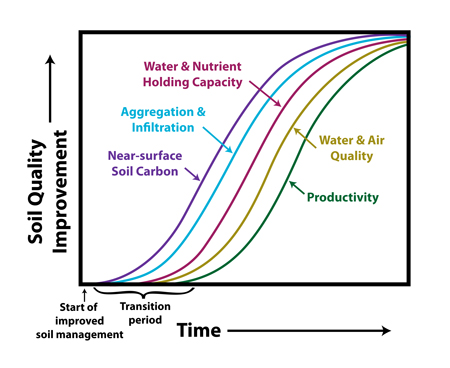 Water & Nutrient
Holding Capacity
Aggregation &
Infiltration
Near-surface
Soil Carbon
Water & Air
Quality
Productivity
Soil Quality
Improvement
Start of
improved
soil management
Transition
period
Time